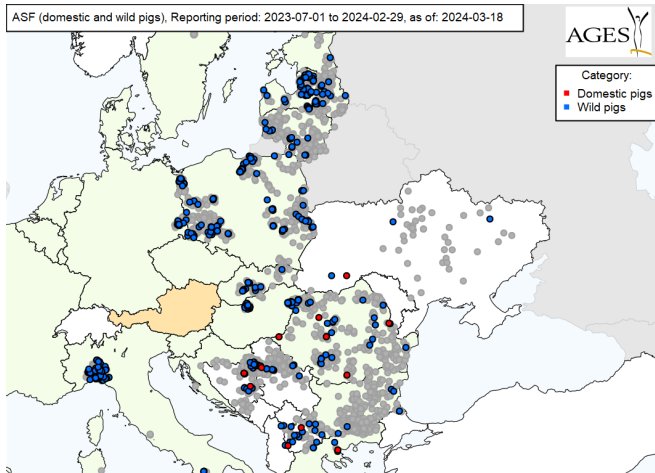 ASF (domestic and wild pigs), Reporting period: 2023-07-01 to 2024-02-29, as of: 2024-03-18
AGES
Category:
Domestic pigs
Wild pigs